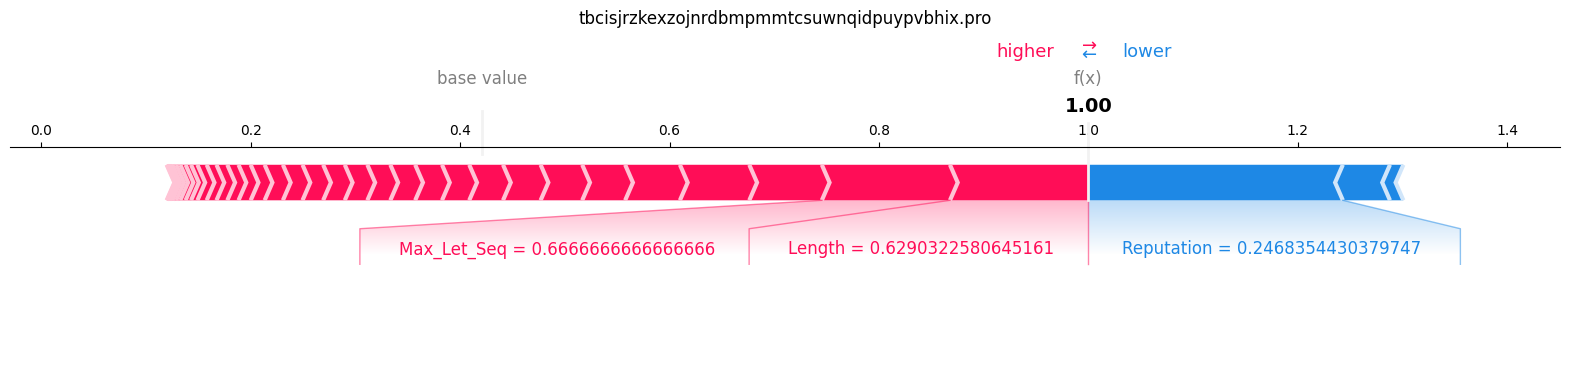 tbcisjrzkexzojnrdbmpmmtcsuwnqidpuypvbhix.pro
higher ⇄ lower
base value f(x)
1.00
0.0 0.2 0.4 0.6 0.8 1.0 1.2 1.4
Max_Let_Seq = 0.6666666666666666 Length = 0.6290322580645161 Reputation = 0.2468354430379747